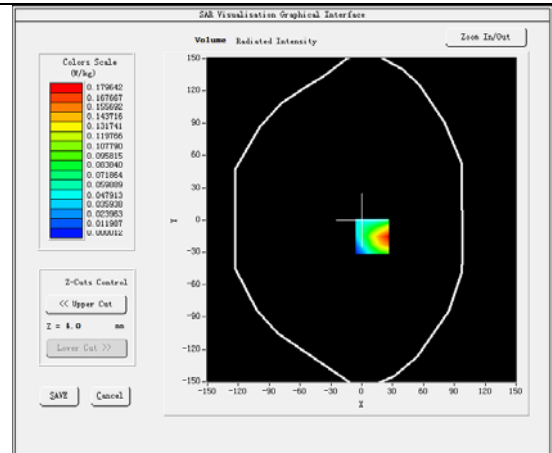 SAR Visualisation Graphical Interface
Volume Radiated Intensity
Zoom In/Out
Colors Scale
(W/kg)
0.179642
0.167667
0.155692
0.143716
0.131741
0.119766
0.107790
0.095815
0.083840
0.071864
0.059889
0.047913
0.035938
0.023963
0.011987
0.000012
Z-Cuts Control
<< Upper Cut
Z = 4.0 mm
Lower Cut >>
SAVE
Cancel
150
120
90
60
30
0
-30
-60
-90
-120
-150
Y
-150 -120 -90 -60 -30 0 30 60 90 120 150
X